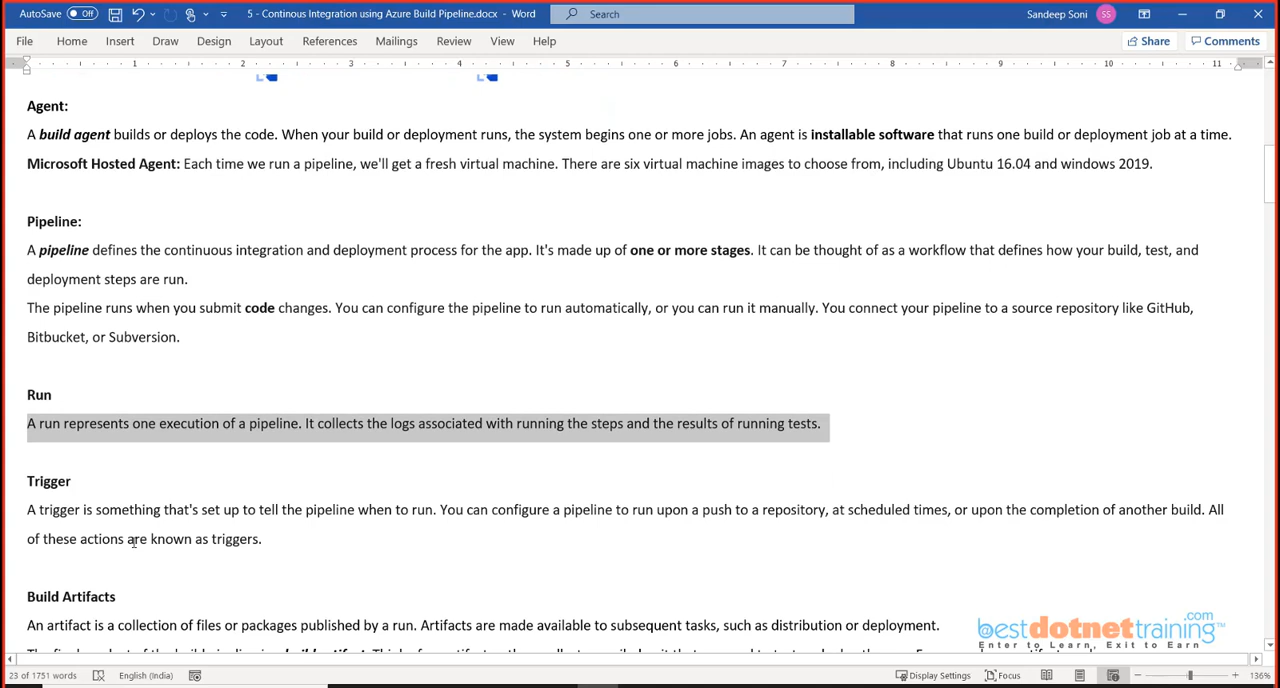 AutoSave Off 5 - Continous Integration using Azure Build Pipeline.docx - Word Search Sandeep Soni SS
File Home Insert Draw Design Layout References Mailings Review View Help Share Comments
1 2 3 4 5 6 7 8 9 10 11
Agent:
A build agent builds or deploys the code. When your build or deployment runs, the system begins one or more jobs. An agent is installable software that runs one build or deployment job at a time.
Microsoft Hosted Agent: Each time we run a pipeline, we'll get a fresh virtual machine. There are six virtual machine images to choose from, including Ubuntu 16.04 and windows 2019.
Pipeline:
A pipeline defines the continuous integration and deployment process for the app. It's made up of one or more stages. It can be thought of as a workflow that defines how your build, test, and
deployment steps are run.
The pipeline runs when you submit code changes. You can configure the pipeline to run automatically, or you can run it manually. You connect your pipeline to a source repository like GitHub,
Bitbucket, or Subversion.
Run
A run represents one execution of a pipeline. It collects the logs associated with running the steps and the results of running tests.
Trigger
A trigger is something that's set up to tell the pipeline when to run. You can configure a pipeline to run upon a push to a repository, at scheduled times, or upon the completion of another build. All
of these actions are known as triggers.
Build Artifacts
An artifact is a collection of files or packages published by a run. Artifacts are made available to subsequent tasks, such as distribution or deployment.
bestdotnettraining.com
Enter to Learn, Exit to Earn
23 of 1751 words English (India) Display Settings Focus 136%